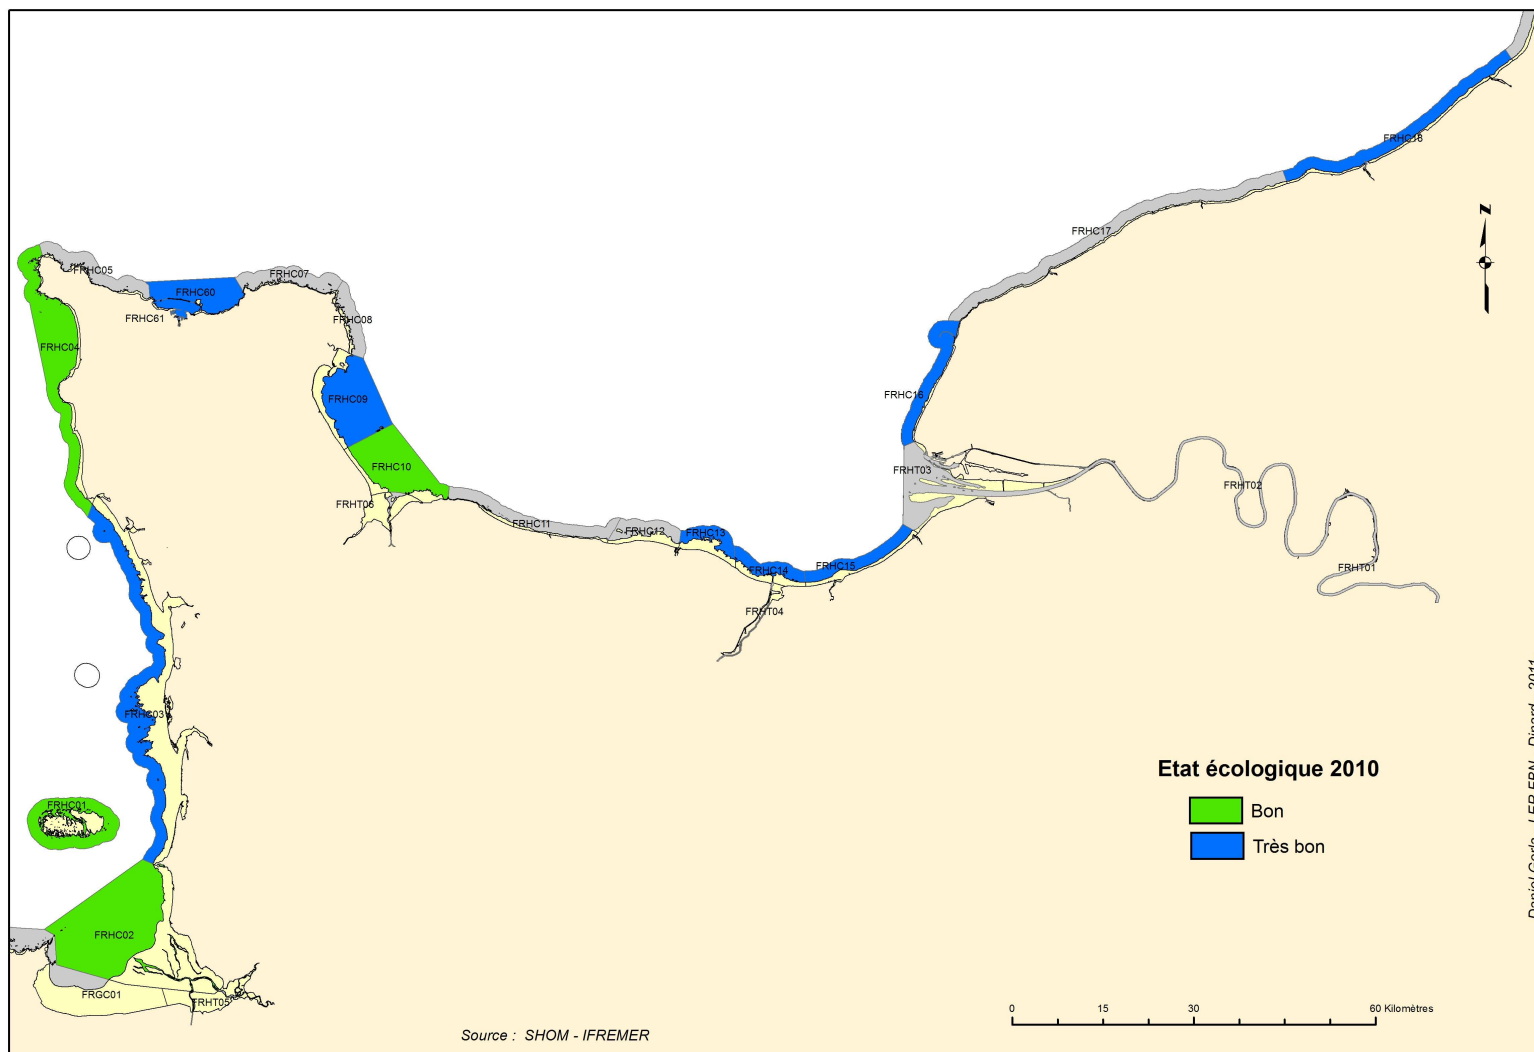 FRHC18
FRHC17
N
FRHC05
FRHC07
FRHC60
FRHC61
FRHC08
FRHC04
FRHC09
FRHC16
FRHC10
FRHT03
FRHT02
FRHT06
FRHC11
FRHC12
FRHC13
FRHC14
FRHC15
FRHT01
FRHT04
FRHC03
Etat écologique 2010
Bon
Très bon
FRHC01
FRHC02
FRGC01
FRHT05
0 15 30 60 Kilomètres
Source : SHOM - IFREMER
2011